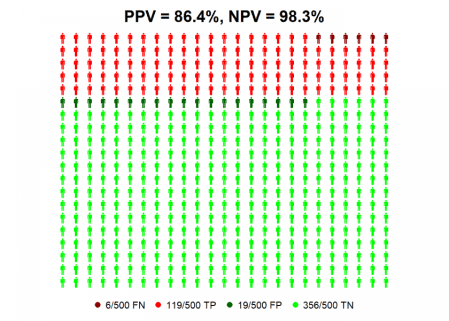 PPV = 86.4%, NPV = 98.3%
6/500 FN 119/500 TP 19/500 FP 356/500 TN